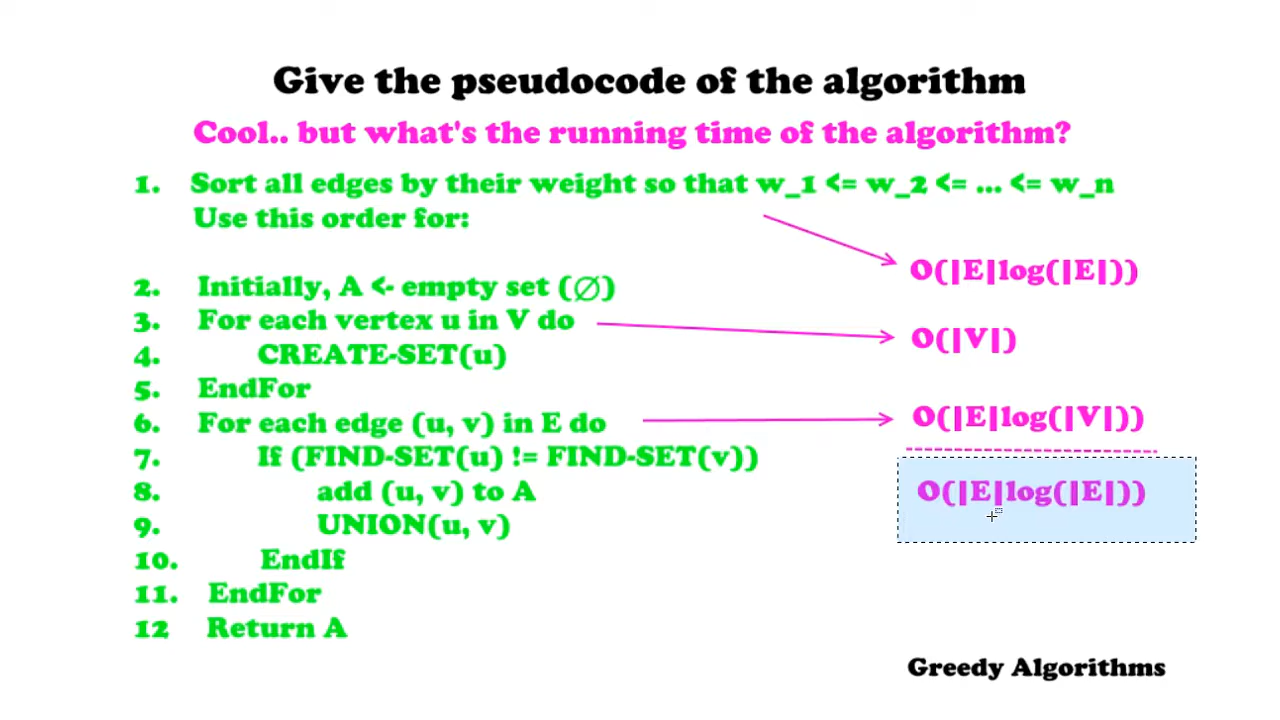 Give the pseudocode of the algorithm
Cool.. but what's the running time of the algorithm?
1. Sort all edges by their weight so that w_1 <= w_2 <= ... <= w_n
Use this order for:
O(|E|log(|E|))
2. Initially, A <- empty set (∅)
3. For each vertex u in V do
O(|V|)
4. CREATE-SET(u)
5. EndFor
6. For each edge (u, v) in E do
O(|E|log(|V|))
7. If (FIND-SET(u) != FIND-SET(v))
8. add (u, v) to A
O(|E|log(|E|))
9. UNION(u, v)
10. EndIf
11. EndFor
12 Return A
Greedy Algorithms